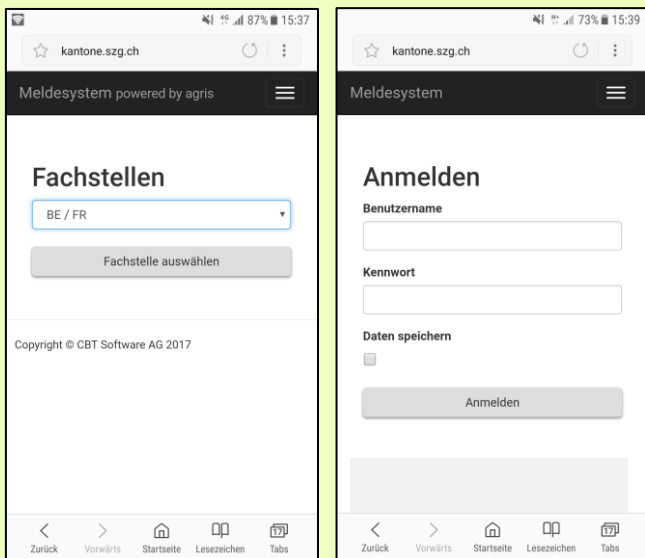 87% 15:37
kantone.szg.ch
Meldesystem powered by agris
Fachstellen
BE / FR
Fachstelle auswählen
Copyright © CBT Software AG 2017
Zurück Vorwärts Startseite Lesezeichen Tabs
73% 15:39
kantone.szg.ch
Meldesystem
Anmelden
Benutzername
Kennwort
Daten speichern
Anmelden
Zurück Vorwärts Startseite Lesezeichen Tabs